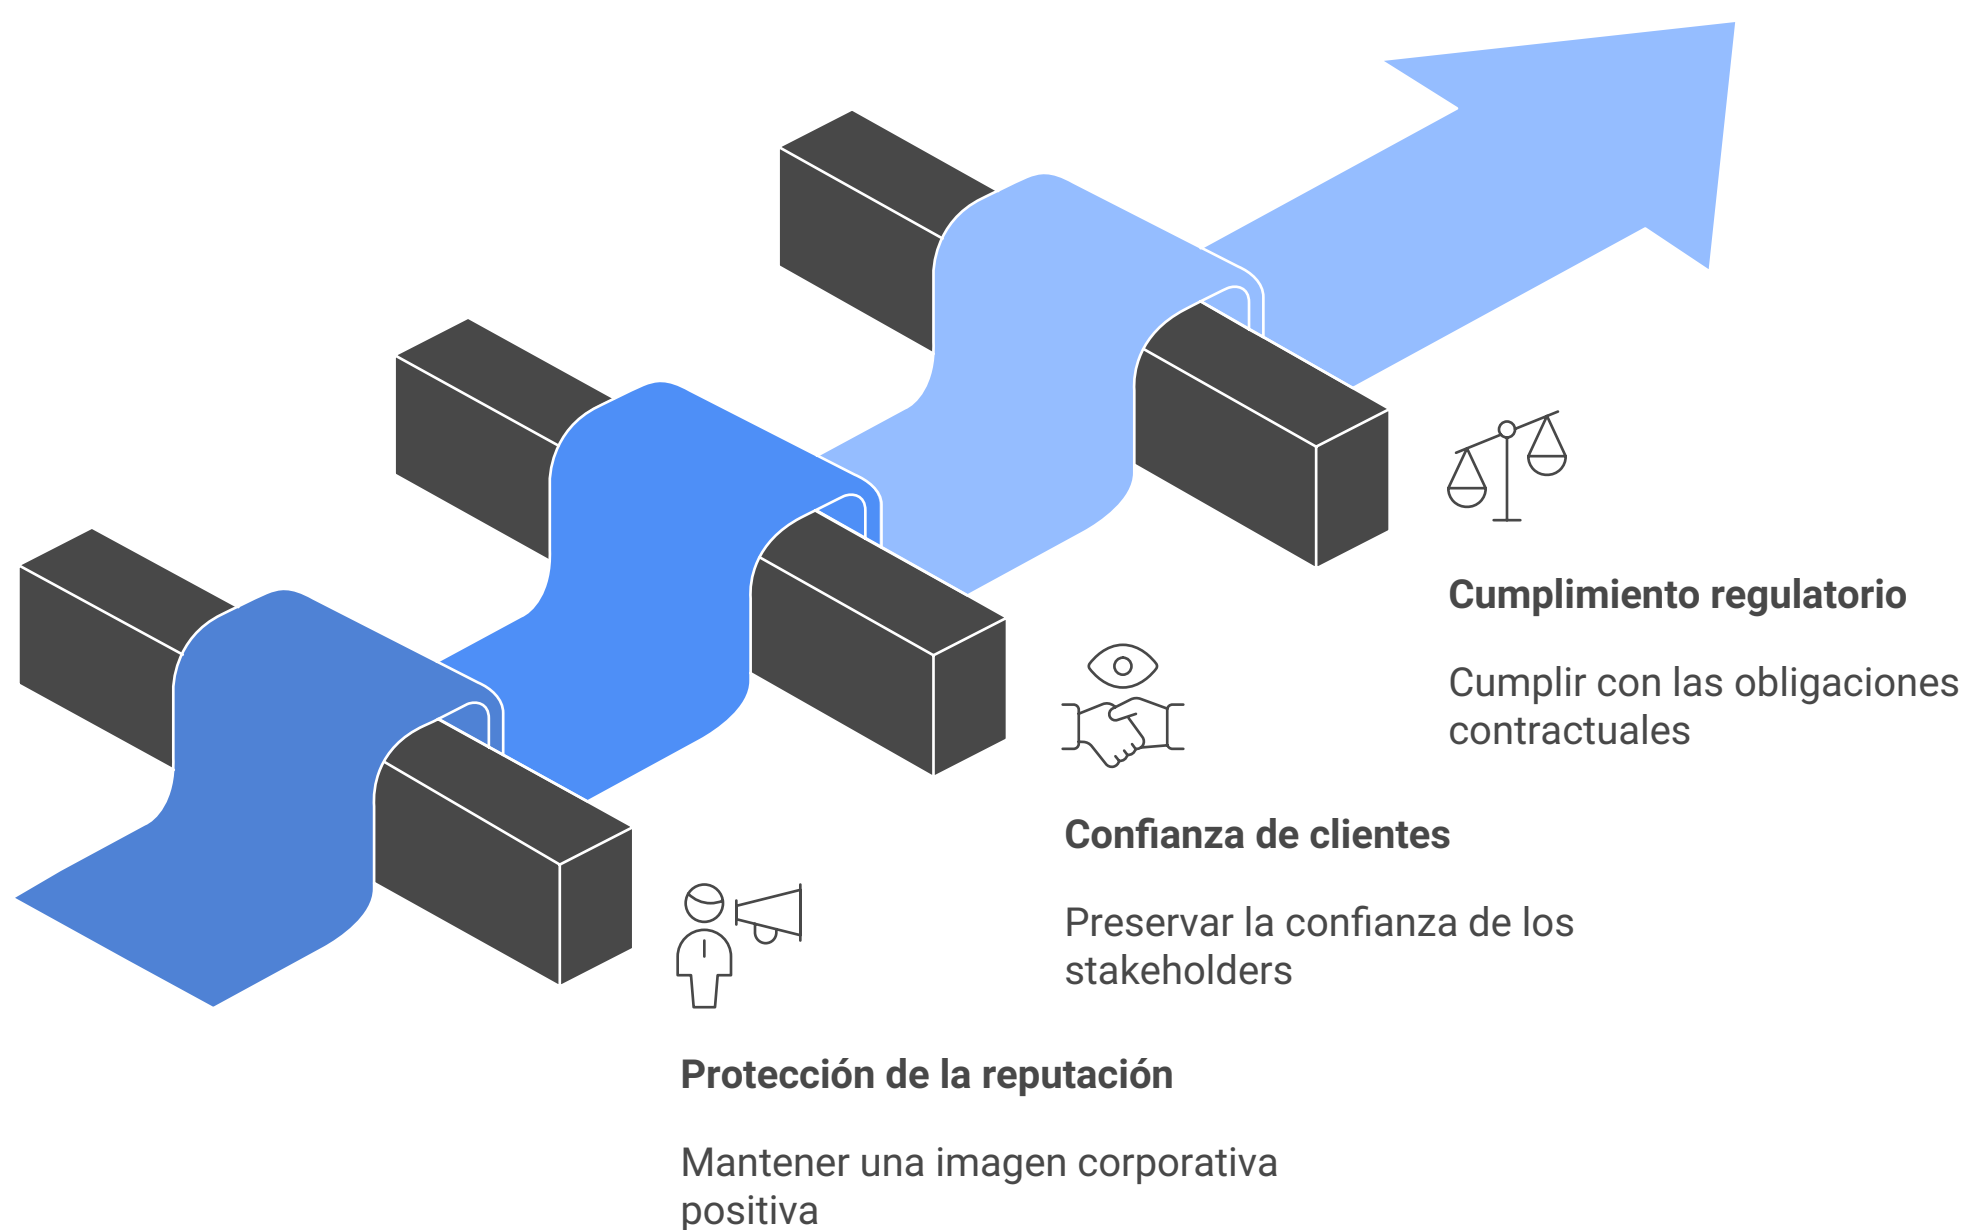 Cumplimiento regulatorio
Cumplir con las obligaciones
contractuales
Confianza de clientes
Preservar la confianza de los
stakeholders
Protección de la reputación
Mantener una imagen corporativa
positiva